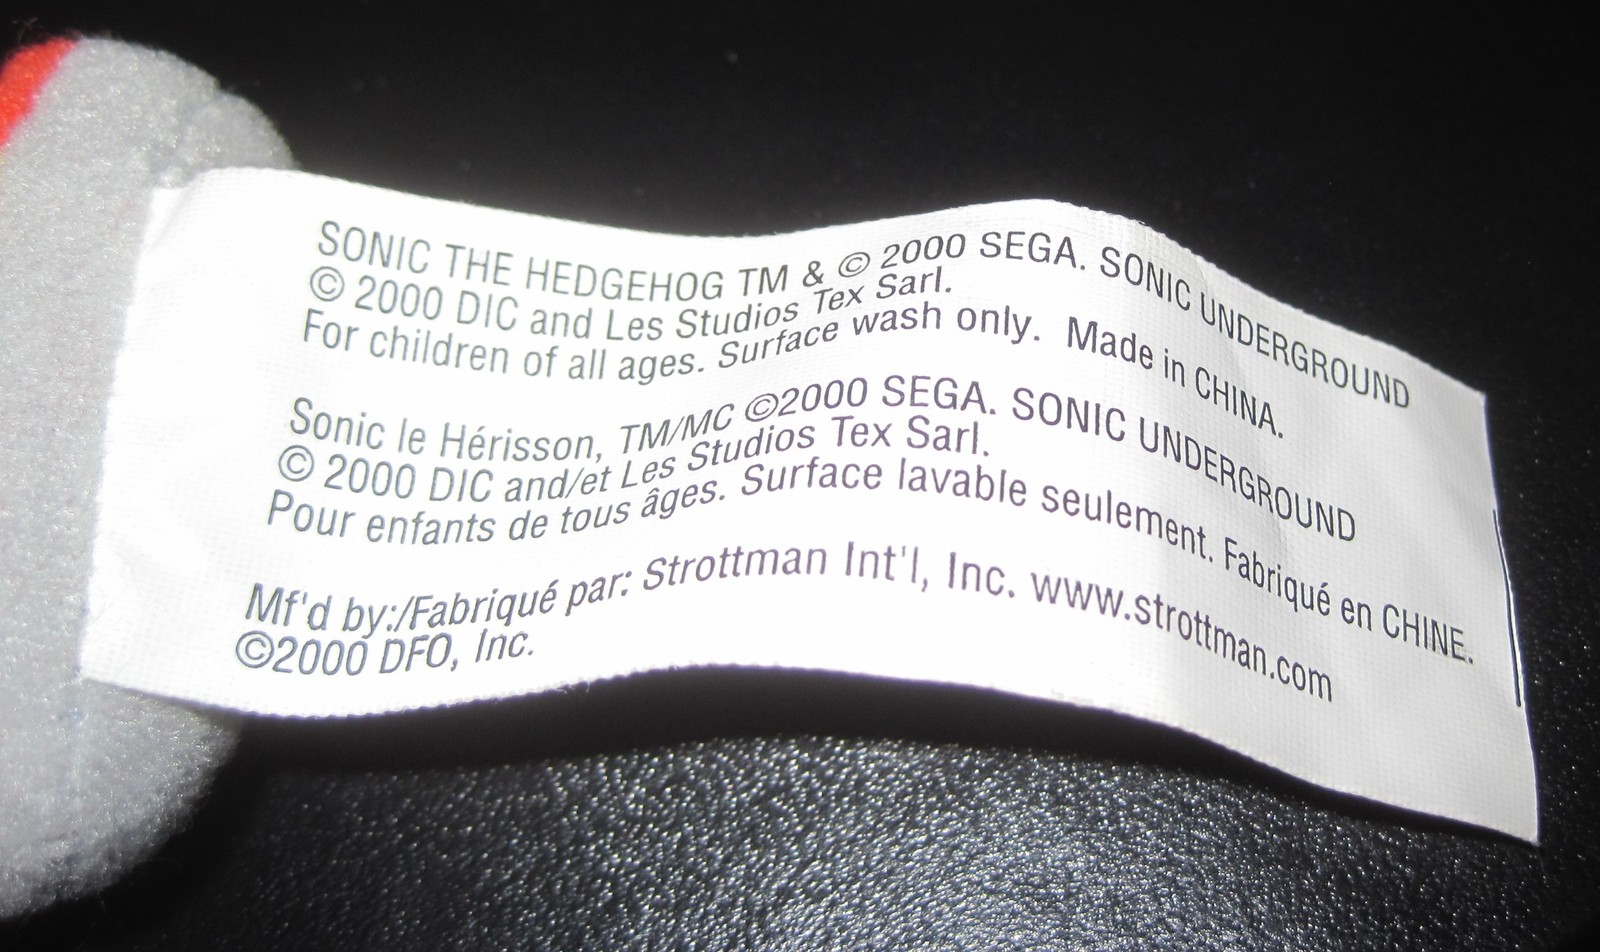 SONIC THE HEDGEHOG TM & © 2000 SEGA. SONIC UNDERGROUND
© 2000 DIC and Les Studios Tex Sarl.
For children of all ages. Surface wash only. Made in CHINA.
Sonic le Hérisson, TM/MC ©2000 SEGA. SONIC UNDERGROUND
© 2000 DIC and/et Les Studios Tex Sarl.
Pour enfants de tous âges. Surface lavable seulement. Fabriqué en CHINE.
Mf'd by:/Fabriqué par: Strottman Int'l, Inc. www.strottman.com
©2000 DFO, Inc.